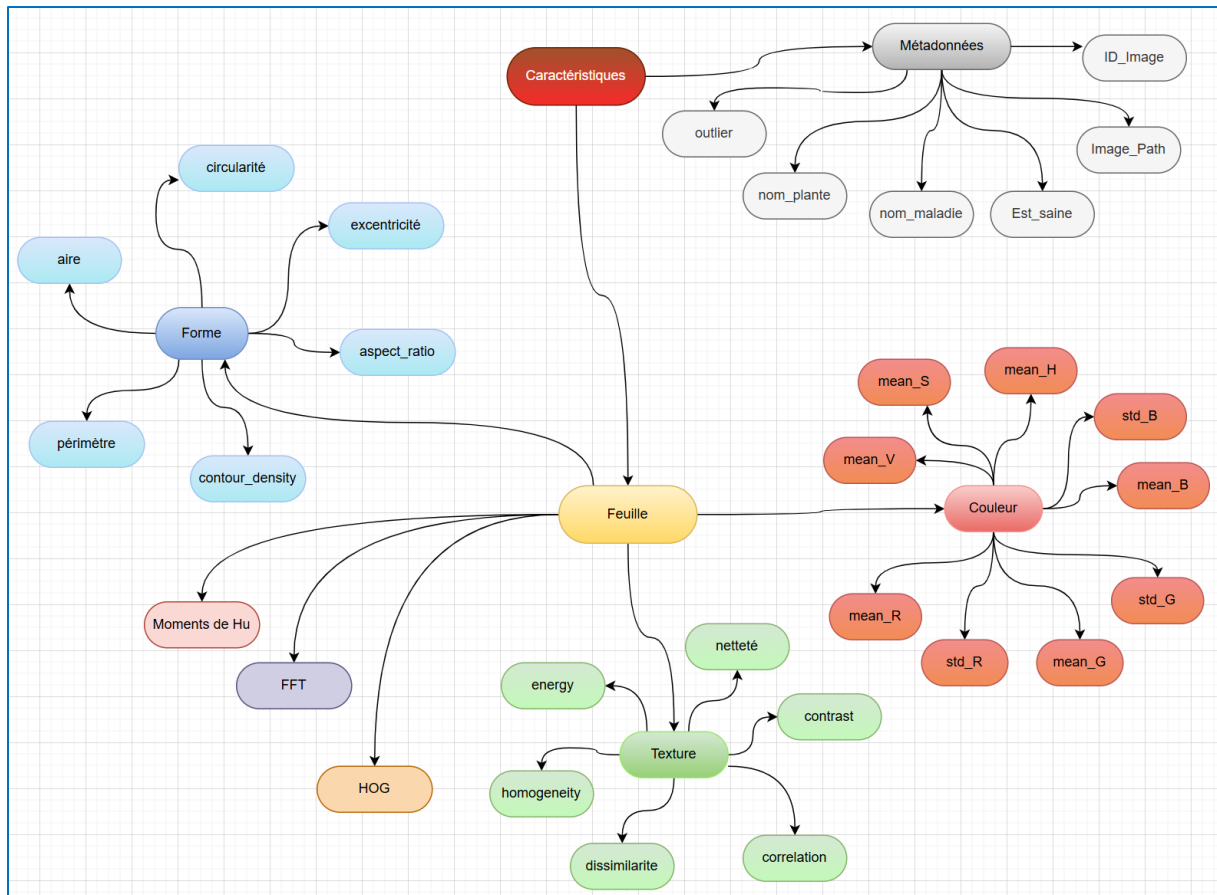 Caractéristiques
Métadonnées
ID_Image
outlier
Image_Path
nom_plante
nom_maladie
Est_saine
circularité
excentricité
aire
Forme
aspect_ratio
périmètre
contour_density
mean_S
mean_H
std_B
mean_V
mean_B
Feuille
Couleur
mean_R
std_G
std_R
mean_G
Moments de Hu
FFT
HOG
netteté
energy
contrast
Texture
homogeneity
dissimilarite
correlation